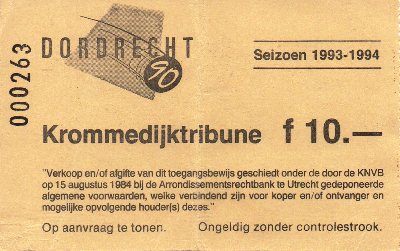 000263
DORDRECHT
90
Seizoen 1993-1994
Krommedijktribune f 10.—
"Verkoop en/of afgifte van dit toegangsbewijs geschiedt onder de door de KNVB
op 15 augustus 1984 bij de Arrondissementsrechtbank te Utrecht gedeponeerde
algemene voorwaarden, welke verbindend zijn voor koper en/of ontvanger en
mogelijke opvolgende houder(s) dezes."
Op aanvraag te tonen. Ongeldig zonder controlestrook.